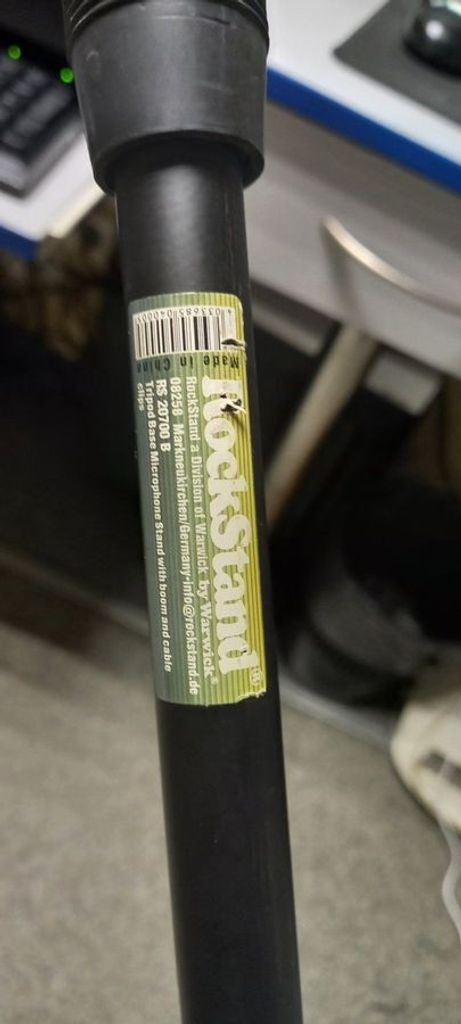 RockStand®
RockStand a Division of Warwick by Warwick®
08258 Markneukirchen/Germany-info@rockstand.de
RS 20700 B
Tripod Base Microphone Stand with boom and cable
clips
Made in China